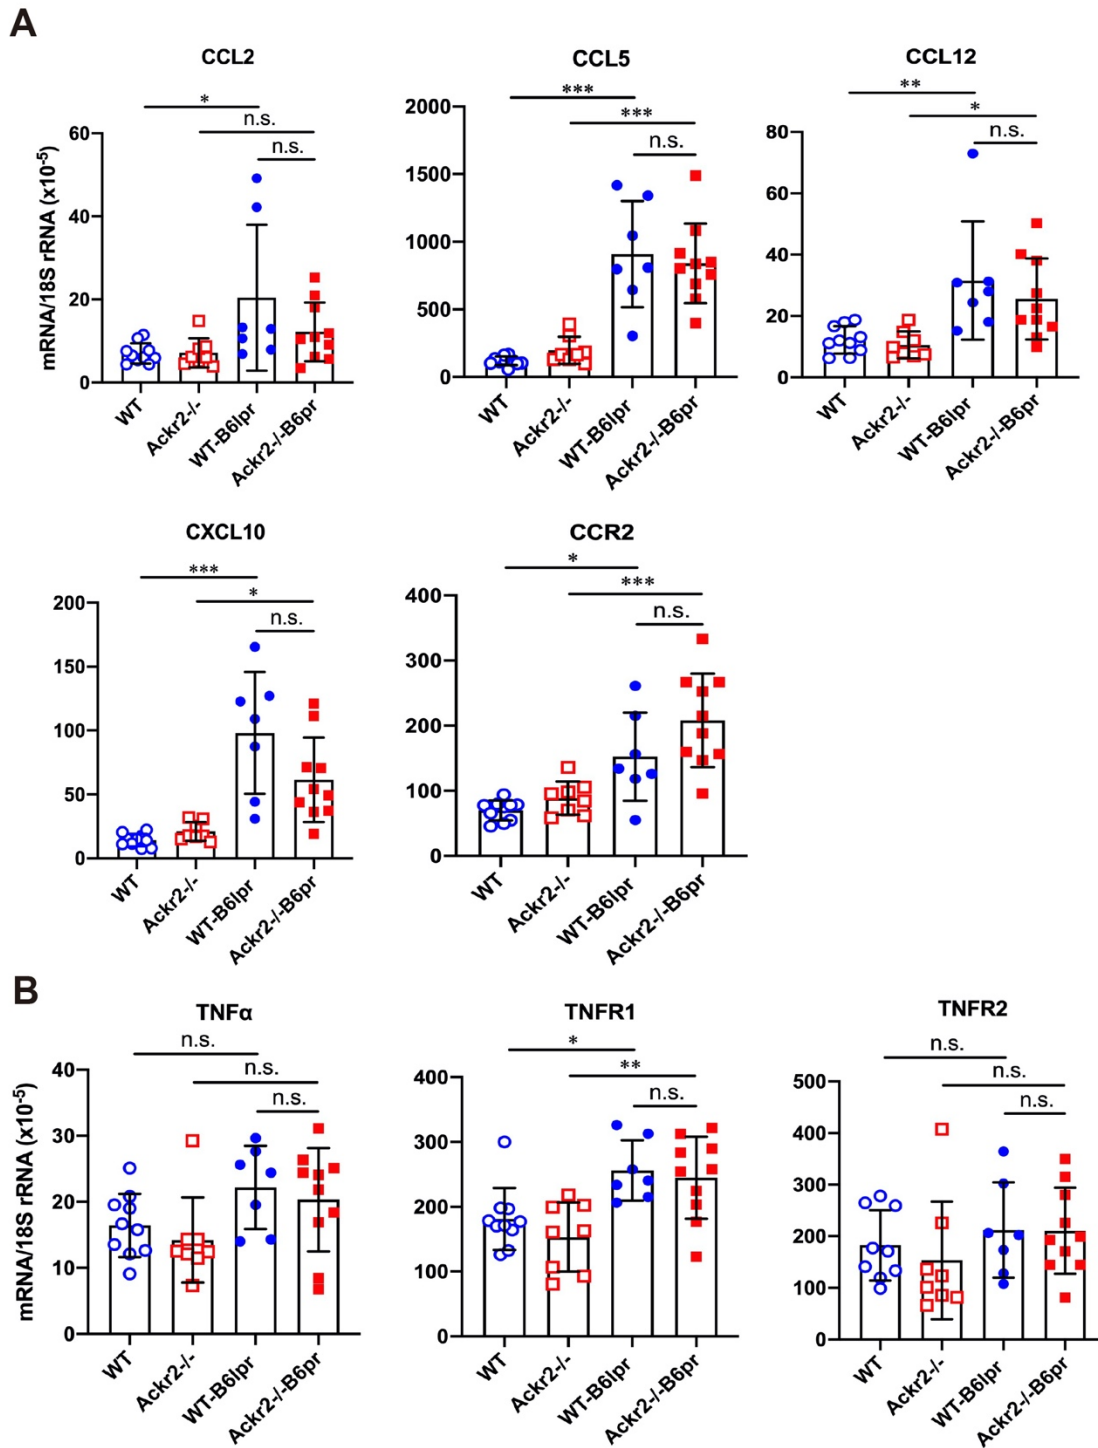 A
CCL2
CCL5
CCL12
mRNA/18S rRNA (x10⁻⁵)
60
40
20
0
*
n.s.
n.s.
WT
Ackr2-/-
WT-B6lpr
Ackr2-/-B6pr
2000
1500
1000
500
0
***
***
n.s.
WT
Ackr2-/-
WT-B6lpr
Ackr2-/-B6pr
80
60
40
20
0
**
*
n.s.
WT
Ackr2-/-
WT-B6lpr
Ackr2-/-B6pr
CXCL10
CCR2
200
150
100
50
0
***
*
n.s.
WT
Ackr2-/-
WT-B6lpr
Ackr2-/-B6pr
400
300
200
100
0
*
***
n.s.
WT
Ackr2-/-
WT-B6lpr
Ackr2-/-B6pr
B
TNFα
TNFR1
TNFR2
mRNA/18S rRNA (x10⁻⁵)
40
30
20
10
0
n.s.
n.s.
n.s.
WT
Ackr2-/-
WT-B6lpr
Ackr2-/-B6pr
400
300
200
100
0
*
**
n.s.
WT
Ackr2-/-
WT-B6lpr
Ackr2-/-B6pr
500
400
300
200
100
0
n.s.
n.s.
n.s.
WT
Ackr2-/-
WT-B6lpr
Ackr2-/-B6pr